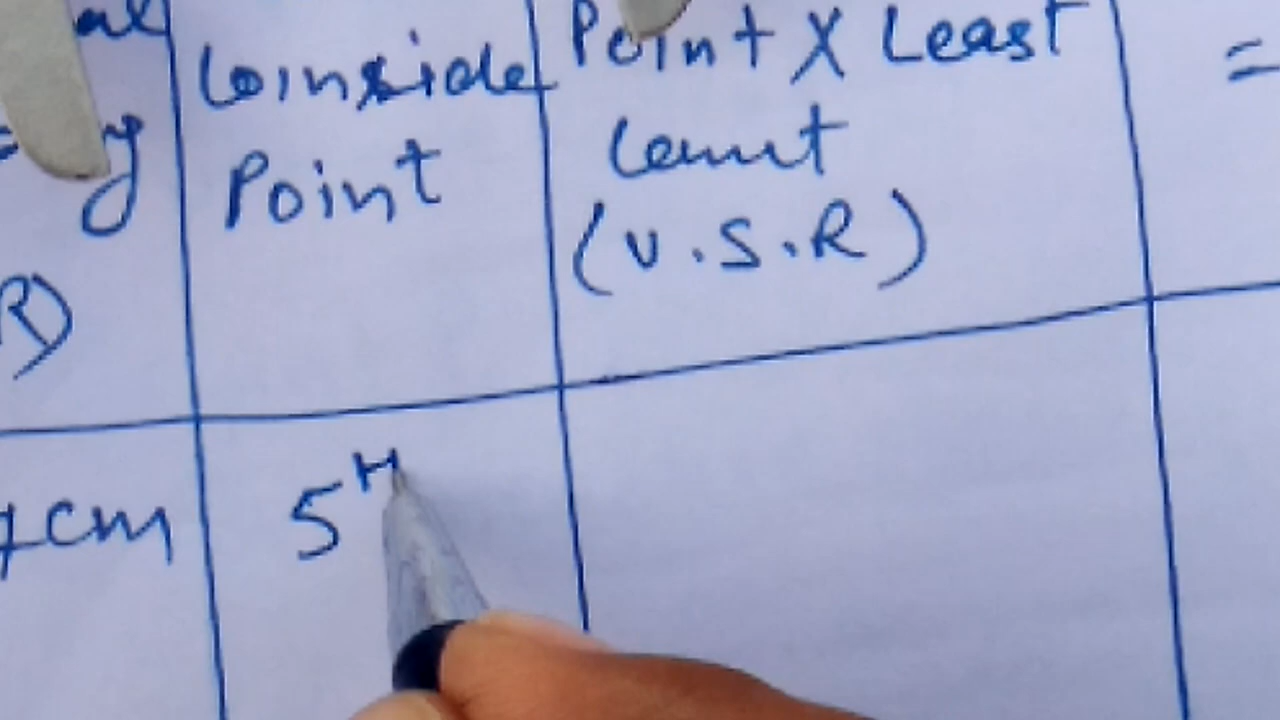 Coinside
Point
Point X Least
Count
(V.S.R)
cm
5th